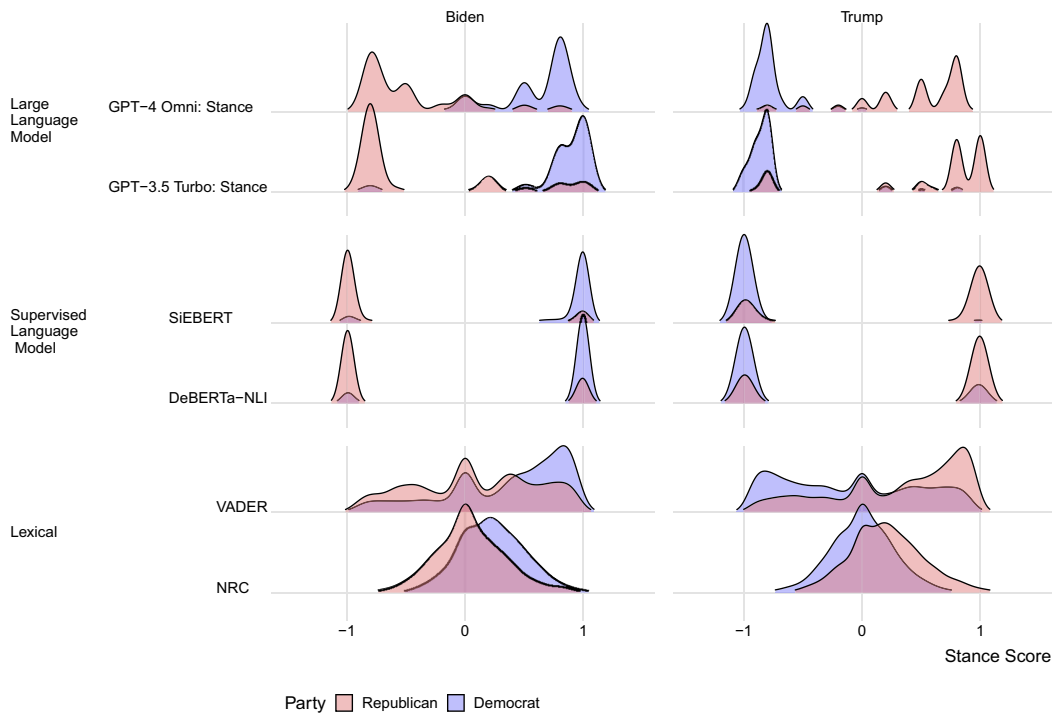 Biden
Trump
Large
Language
Model
GPT−4 Omni: Stance
GPT−3.5 Turbo: Stance
Supervised
Language
Model
SiEBERT
DeBERTa−NLI
Lexical
VADER
NRC
−1 0 1 −1 0 1
Stance Score
Party Republican Democrat